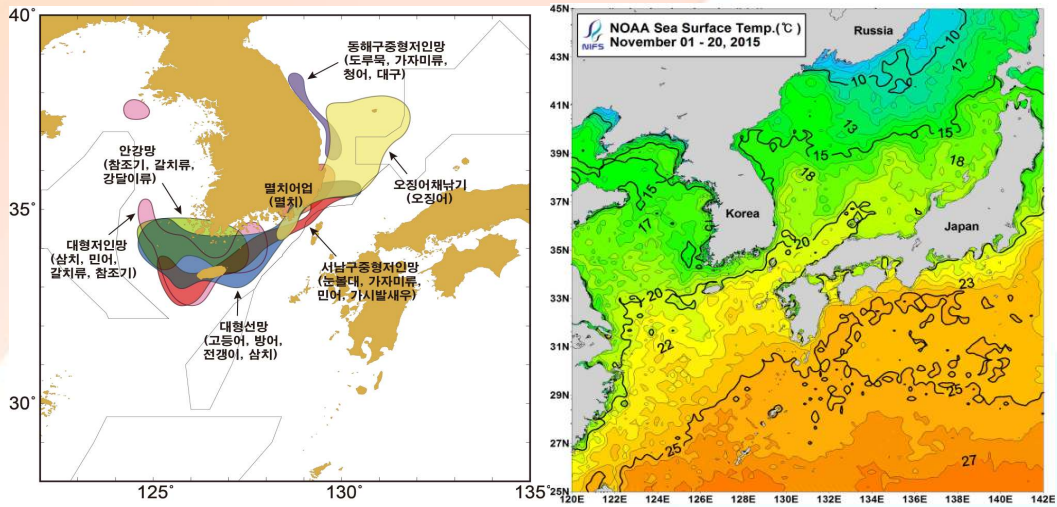 40°
동해구중형저인망
(도루묵, 가자미류,
청어, 대구)
안강망
(참조기, 갈치류,
강달이류)
멸치어업
(멸치)
오징어채낚기
(오징어)
35°
대형저인망
(삼치, 민어,
갈치류, 참조기)
서남구중형저인망
(눈볼대, 가자미류,
민어, 가시발새우)
대형선망
(고등어, 방어,
전갱이, 삼치)
30°
125°
130°
135°
NIFS
NOAA Sea Surface Temp.(℃)
November 01 - 20, 2015
Russia
Korea
Japan
10
10
12
13
15
15
18
18
15
17
20
20
22
23
25
25
27
45N
43N
41N
39N
37N
35N
33N
31N
29N
27N
25N
120E 122E 124E 126E 128E 130E 132E 134E 136E 138E 140E 142E